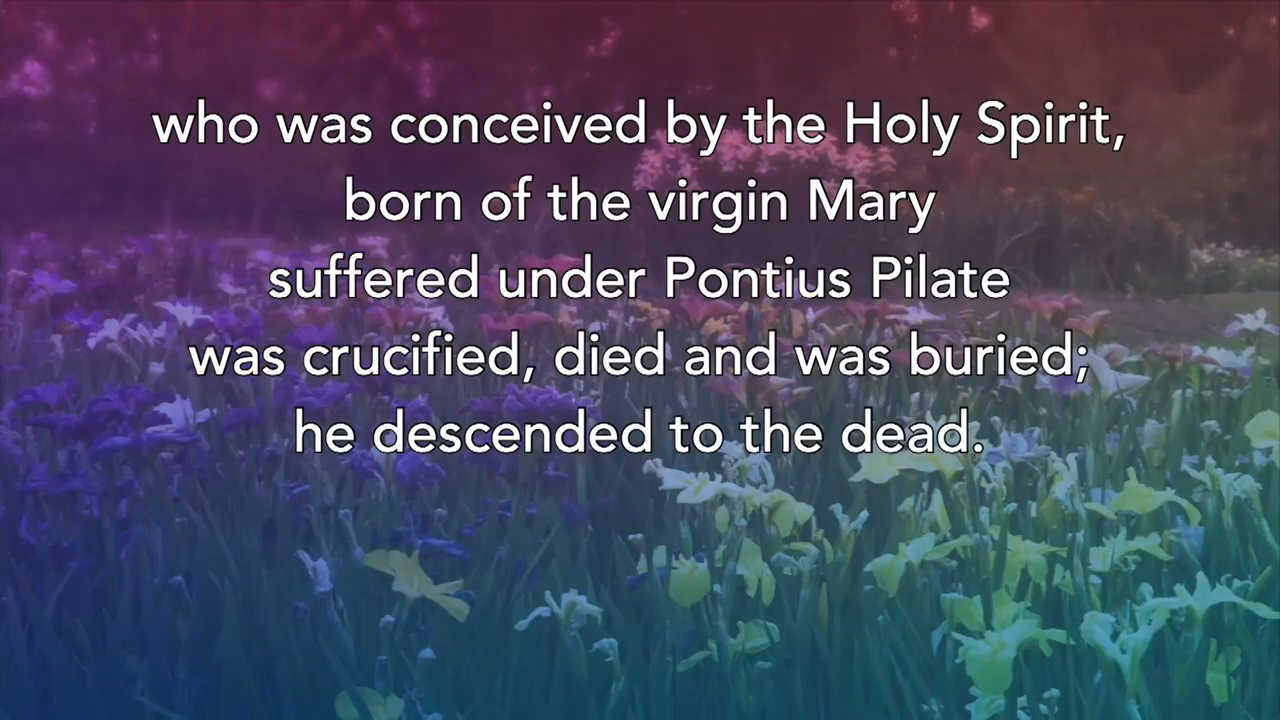 who was conceived by the Holy Spirit,
born of the virgin Mary
suffered under Pontius Pilate
was crucified, died and was buried;
he descended to the dead.